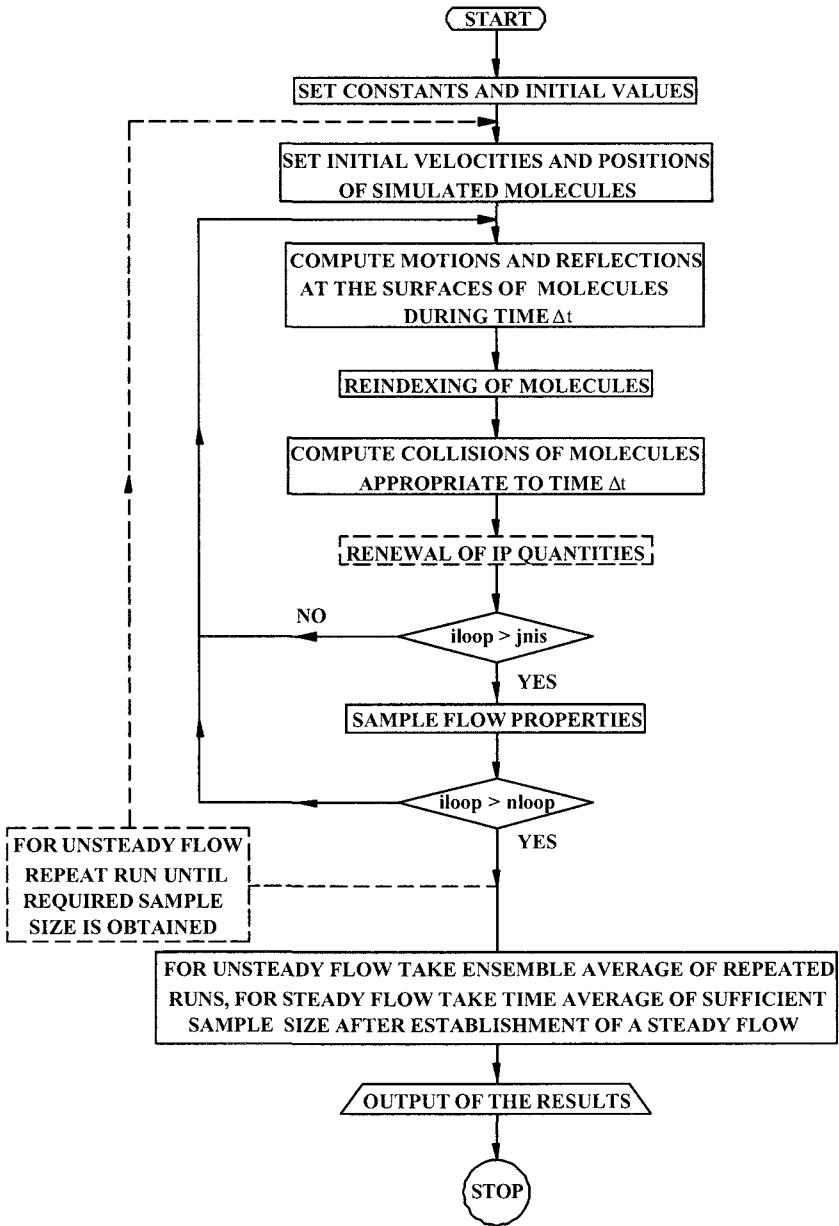 START
SET CONSTANTS AND INITIAL VALUES
SET INITIAL VELOCITIES AND POSITIONS
OF SIMULATED MOLECULES
COMPUTE MOTIONS AND REFLECTIONS
AT THE SURFACES OF MOLECULES
DURING TIME Δt
REINDEXING OF MOLECULES
COMPUTE COLLISIONS OF MOLECULES
APPROPRIATE TO TIME Δt
RENEWAL OF IP QUANTITIES
NO
iloop > jnis
YES
SAMPLE FLOW PROPERTIES
iloop > nloop
YES
FOR UNSTEADY FLOW
REPEAT RUN UNTIL
REQUIRED SAMPLE
SIZE IS OBTAINED
FOR UNSTEADY FLOW TAKE ENSEMBLE AVERAGE OF REPEATED
RUNS, FOR STEADY FLOW TAKE TIME AVERAGE OF SUFFICIENT
SAMPLE SIZE AFTER ESTABLISHMENT OF A STEADY FLOW
OUTPUT OF THE RESULTS
STOP